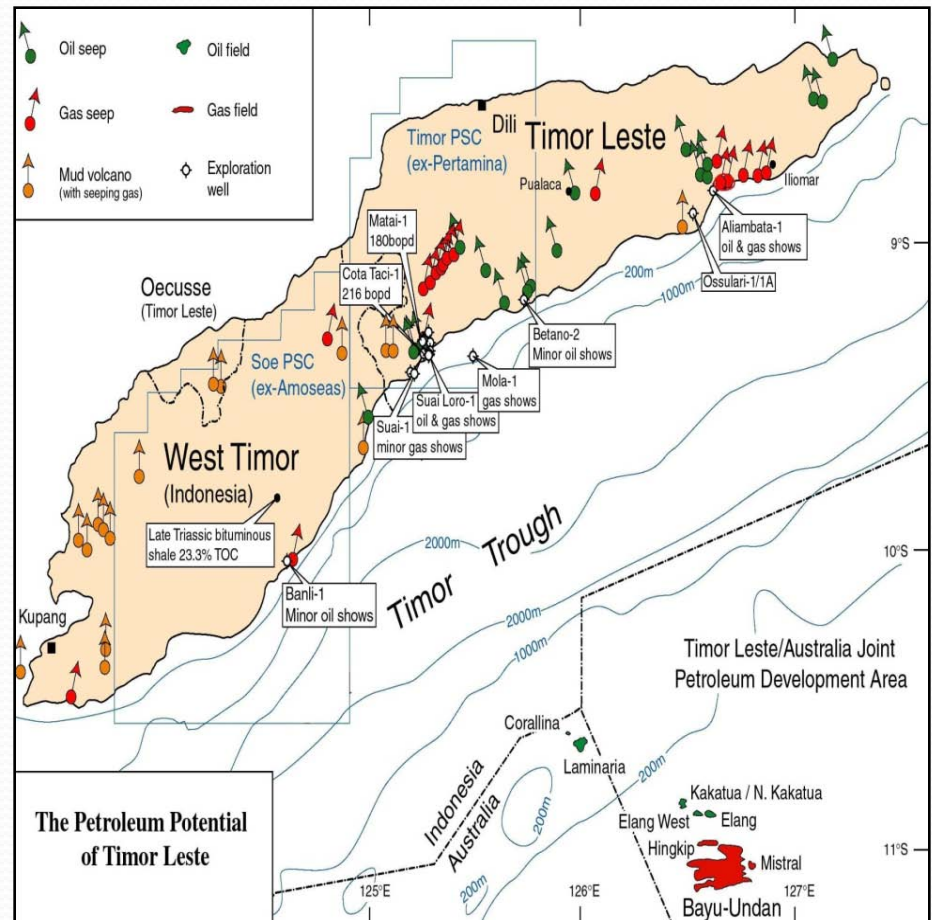 Oil seep
Oil field
Gas seep
Gas field
Mud volcano
(with seeping gas)
Exploration
well
Timor PSC
(ex-Pertamina)
Dili
Timor Leste
Pualaca
Iliomar
Matai-1
180bopd
Cota Taci-1
216 bopd
Aliambata-1
oil & gas shows
Ossulari-1/1A
9°S
200m
1000m
Oecusse
(Timor Leste)
Betano-2
Minor oil shows
Soe PSC
(ex-Amoseas)
Mola-1
gas shows
Suai Loro-1
oil & gas shows
Suai-1
minor gas shows
West Timor
(Indonesia)
Late Triassic bituminous
shale 23.3% TOC
2000m
Timor Trough
10°S
Banli-1
Minor oil shows
Kupang
2000m
1000m
Timor Leste/Australia Joint
Petroleum Development Area
Corallina
Laminaria
200m
Indonesia
Australia
200m
Kakatua / N. Kakatua
Elang West
Elang
Hingkip
Mistral
11°S
Bayu-Undan
200m
125°E
126°E
127°E
The Petroleum Potential
of Timor Leste